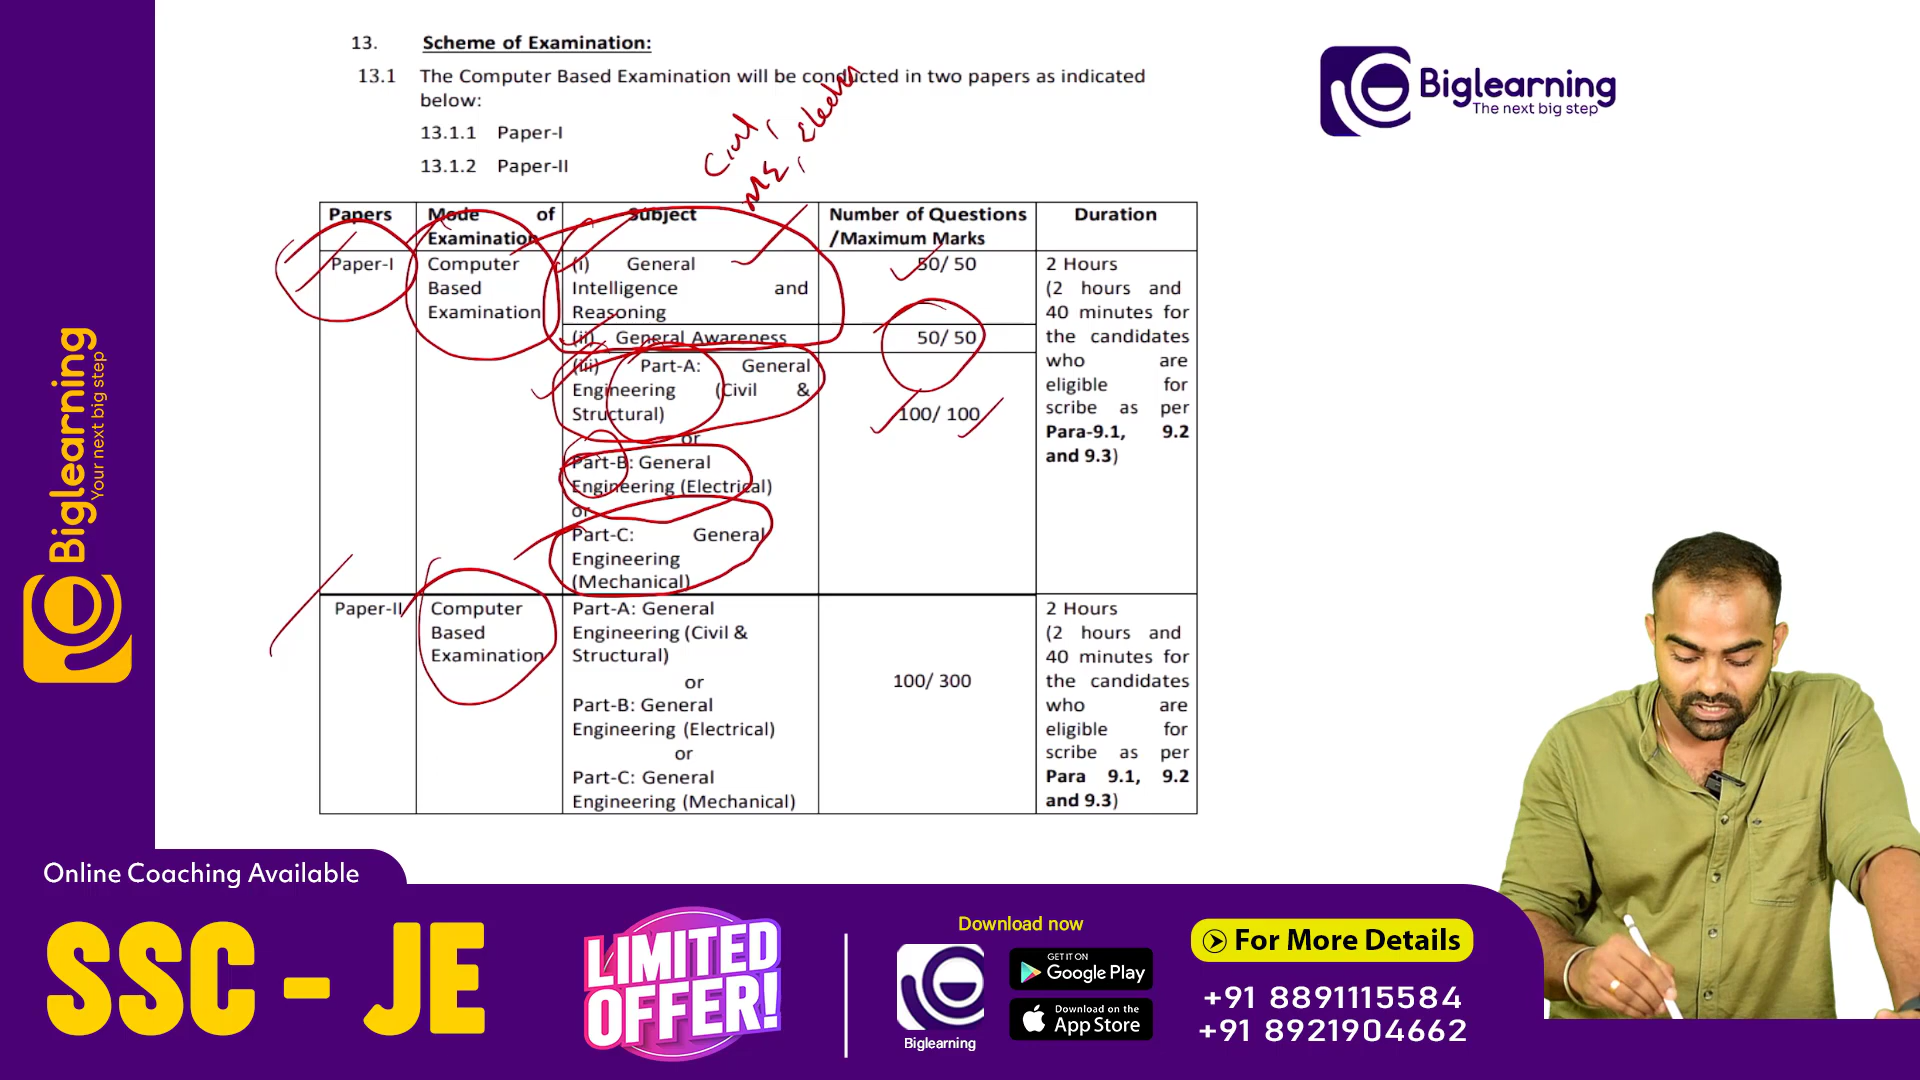 13. Scheme of Examination:
13.1 The Computer Based Examination will be conducted in two papers as indicated
below:
13.1.1 Paper-I
13.1.2 Paper-II
Civil,
ME,
Papers
Mode of
Examination
Subject
Number of Questions
/Maximum Marks
Duration
Paper-I
Computer
Based
Examination
(i) General
Intelligence and
Reasoning
50/ 50
(ii) General Awareness
50/ 50
(iii) Part-A: General
Engineering (Civil &
Structural)
or
Part-B: General
Engineering (Electrical)
or
Part-C: General
Engineering
(Mechanical)
100/ 100
2 Hours
(2 hours and
40 minutes for
the candidates
who are
eligible for
scribe as per
Para-9.1, 9.2
and 9.3)
Paper-II
Computer
Based
Examination
Part-A: General
Engineering (Civil &
Structural)
or
Part-B: General
Engineering (Electrical)
or
Part-C: General
Engineering (Mechanical)
100/ 300
2 Hours
(2 hours and
40 minutes for
the candidates
who are
eligible for
scribe as per
Para 9.1, 9.2
and 9.3)
Biglearning
The next big step
Biglearning
Your next big step
Online Coaching Available
SSC - JE
LIMITED
OFFER!
Download now
Biglearning
GET IT ON
Google Play
Download on the
App Store
For More Details
+91 8891115584
+91 8921904662